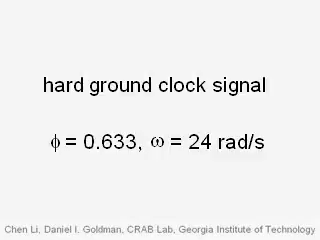 hard ground clock signal
ϕ = 0.633, ω = 24 rad/s
Chen Li, Daniel I. Goldman, CRAB Lab, Georgia Institute of Technology